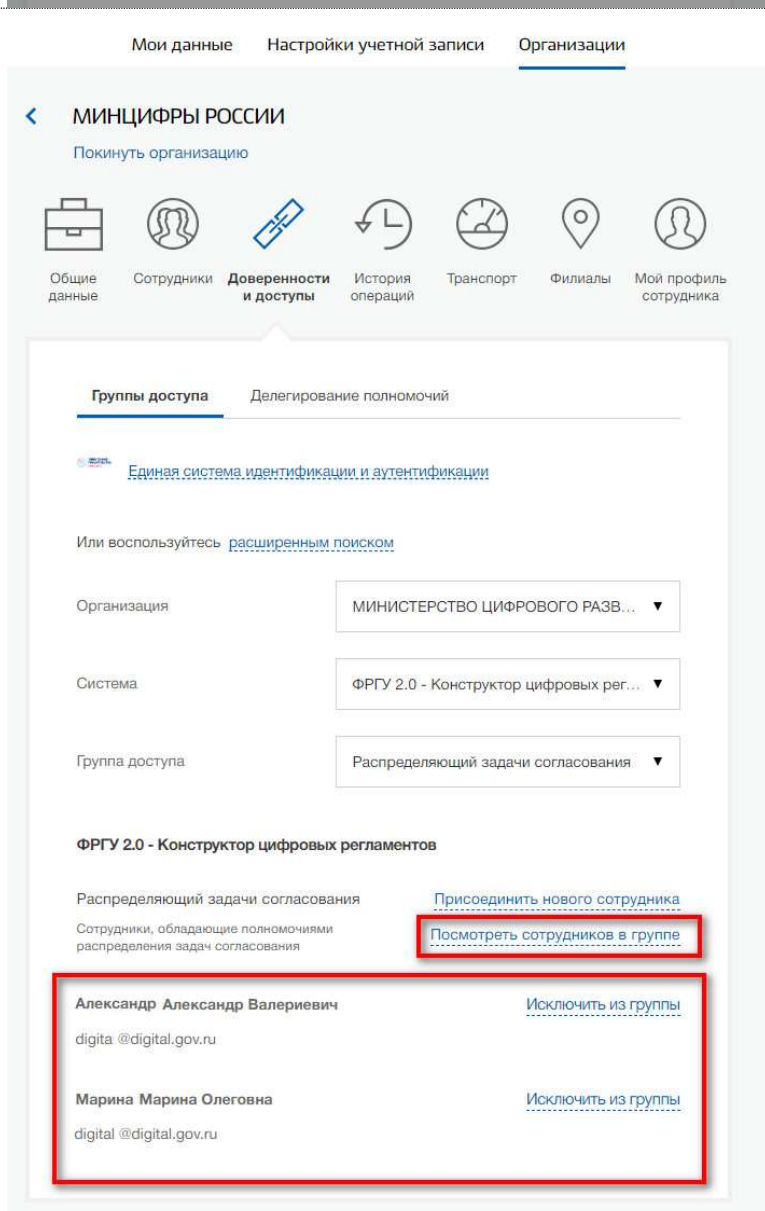 Мои данные Настройки учетной записи Организации
МИНЦИФРЫ РОССИИ
Покинуть организацию
Общие данные
Сотрудники
Доверенности и доступы
История операций
Транспорт
Филиалы
Мой профиль сотрудника
Группы доступа Делегирование полномочий
Единая система идентификации и аутентификации
Или воспользуйтесь расширенным поиском
Организация МИНИСТЕРСТВО ЦИФРОВОГО РАЗВ... ▼
Система ФРГУ 2.0 - Конструктор цифровых рег... ▼
Группа доступа Распределяющий задачи согласования ▼
ФРГУ 2.0 - Конструктор цифровых регламентов
Распределяющий задачи согласования Присоединить нового сотрудника
Сотрудники, обладающие полномочиями
распределения задач согласования
Посмотреть сотрудников в группе
Александр Александр Валериевич Исключить из группы
digita @digital.gov.ru
Марина Марина Олеговна Исключить из группы
digital @digital.gov.ru